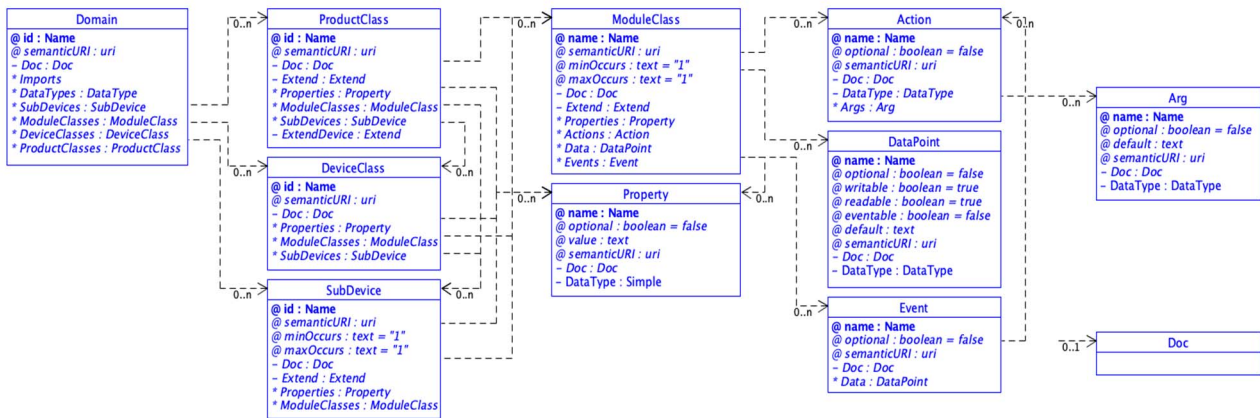 Domain
@ id : Name
@ semanticURI : uri
– Doc : Doc
* Imports
* DataTypes : DataType
* SubDevices : SubDevice
* ModuleClasses : ModuleClass
* DeviceClasses : DeviceClass
* ProductClasses : ProductClass
0..n
ProductClass
@ id : Name
@ semanticURI : uri
– Doc : Doc
– Extend : Extend
* Properties : Property
* ModuleClasses : ModuleClass
* SubDevices : SubDevice
– ExtendDevice : Extend
0..n
0..n
DeviceClass
@ id : Name
@ semanticURI : uri
– Doc : Doc
* Properties : Property
* ModuleClasses : ModuleClass
* SubDevices : SubDevice
0..n
0..n
SubDevice
@ id : Name
@ semanticURI : uri
@ minOccurs : text = "1"
@ maxOccurs : text = "1"
– Doc : Doc
– Extend : Extend
* Properties : Property
* ModuleClasses : ModuleClass
0..n
0..n
ModuleClass
@ name : Name
@ semanticURI : uri
@ minOccurs : text = "1"
@ maxOccurs : text = "1"
– Doc : Doc
– Extend : Extend
* Properties : Property
* Actions : Action
* Data : DataPoint
* Events : Event
0..n
0..n
Property
@ name : Name
@ optional : boolean = false
@ value : text
@ semanticURI : uri
– Doc : Doc
– DataType : Simple
0..n
0..n
Action
@ name : Name
@ optional : boolean = false
@ semanticURI : uri
– Doc : Doc
– DataType : DataType
* Args : Arg
0..n
DataPoint
@ name : Name
@ optional : boolean = false
@ writable : boolean = true
@ readable : boolean = true
@ eventable : boolean = false
@ default : text
@ semanticURI : uri
– Doc : Doc
– DataType : DataType
0..n
Event
@ name : Name
@ optional : boolean = false
@ semanticURI : uri
– Doc : Doc
* Data : DataPoint
0..n
Arg
@ name : Name
@ optional : boolean = false
@ default : text
@ semanticURI : uri
– Doc : Doc
– DataType : DataType
0..1
Doc